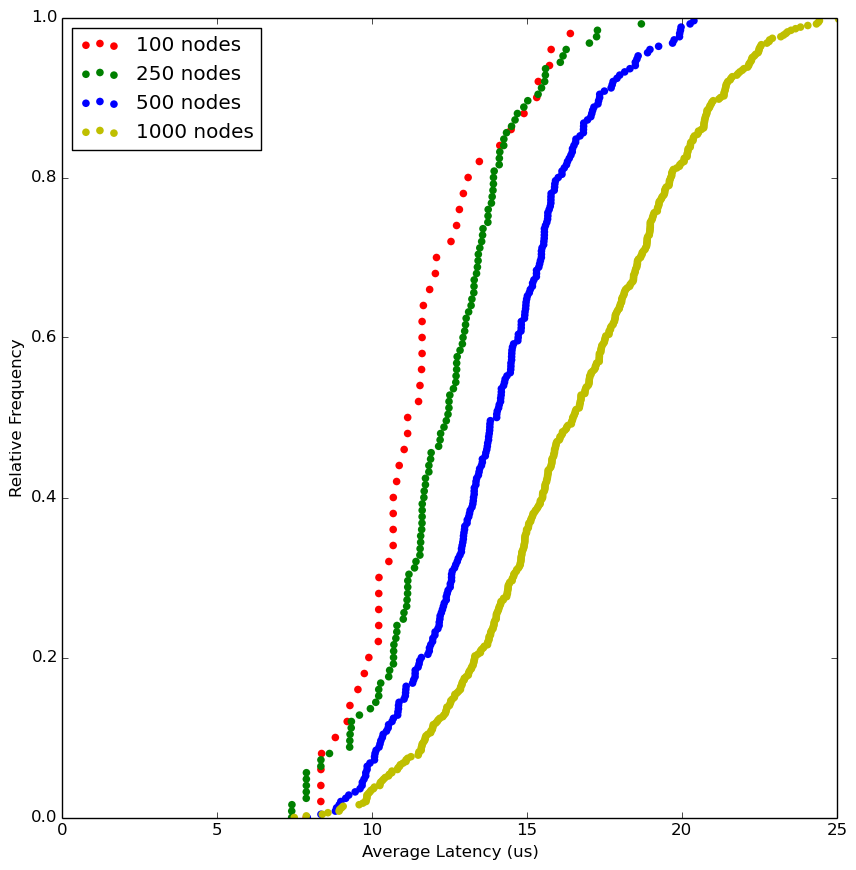 1.0
0.8
0.6
0.4
0.2
0.0
Relative Frequency
100 nodes
250 nodes
500 nodes
1000 nodes
0 5 10 15 20 25
Average Latency (us)